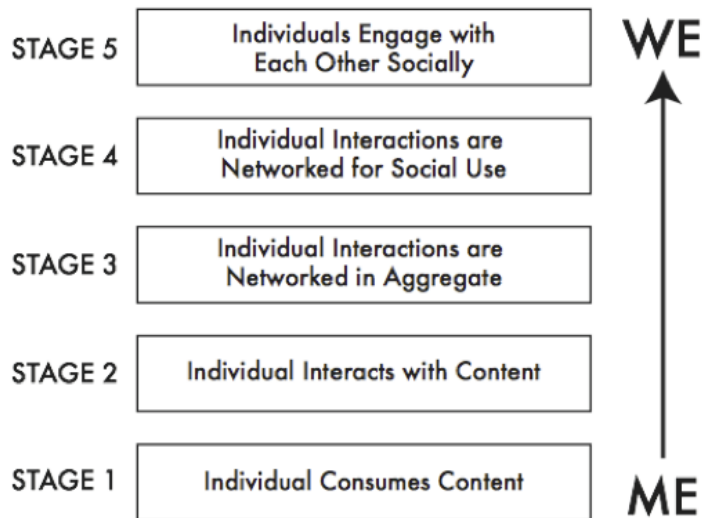 STAGE 5
Individuals Engage with
Each Other Socially
WE
STAGE 4
Individual Interactions are
Networked for Social Use
STAGE 3
Individual Interactions are
Networked in Aggregate
STAGE 2
Individual Interacts with Content
STAGE 1
Individual Consumes Content
ME